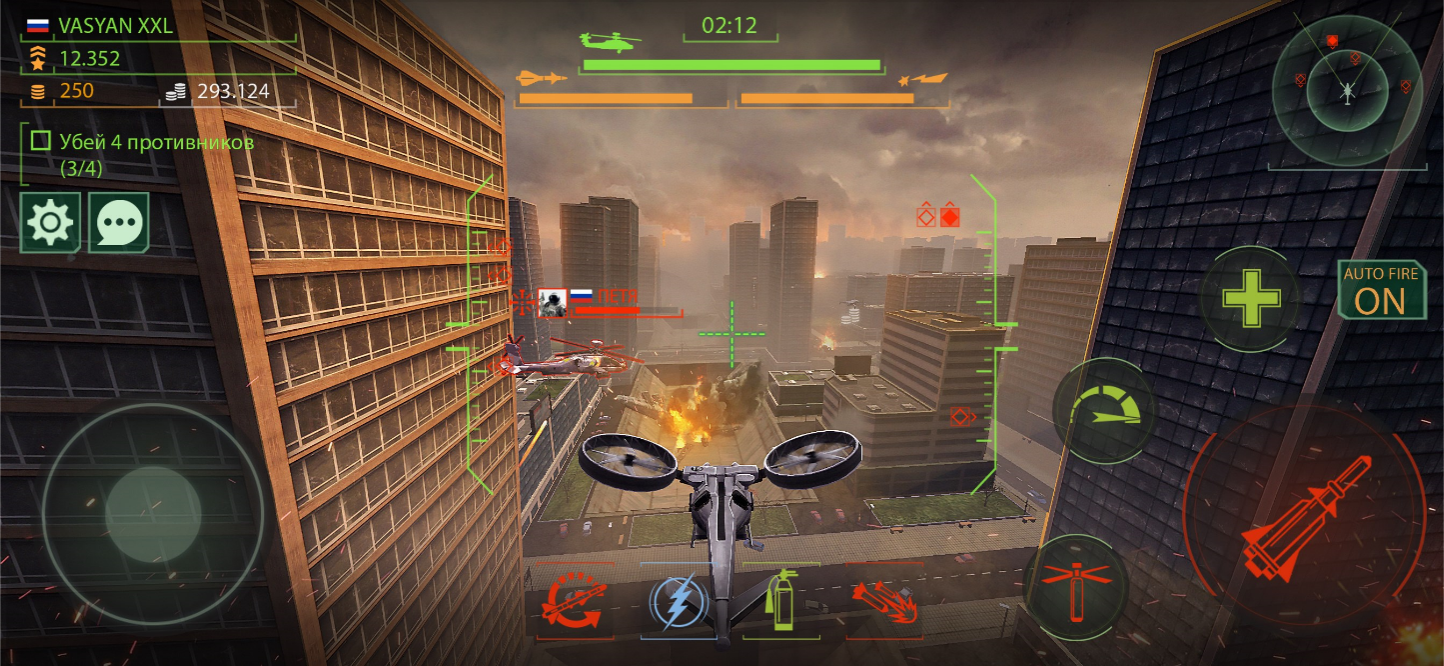 VASYAN XXL
02:12
12.352
250
293.124
Убей 4 противников
(3/4)
ПЕТЯ
AUTO FIRE
ON